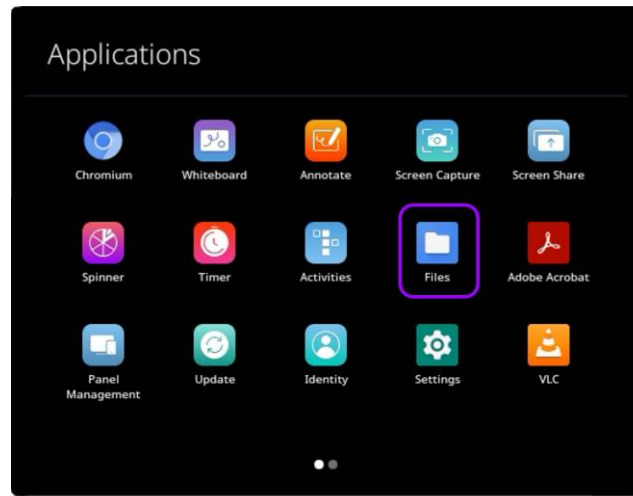 Applications
Chromium
Whiteboard
Annotate
Screen Capture
Screen Share
Spinner
Timer
Activities
Files
Adobe Acrobat
Panel
Management
Update
Identity
Settings
VLC